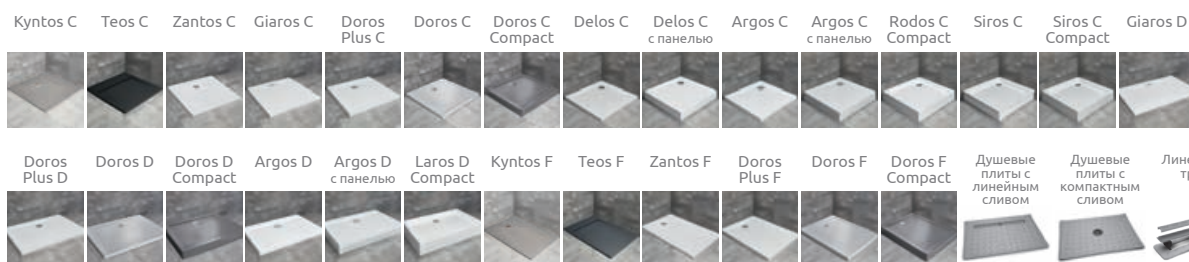 Kyntos C
Teos C
Zantos C
Giaros C
Doros
Plus C
Doros C
Doros C
Compact
Delos C
Delos C
с панелью
Argos C
Argos C
с панелью
Rodos C
Compact
Siros C
Siros C
Compact
Giaros D
Doros
Plus D
Doros D
Doros D
Compact
Argos D
Argos D
с панелью
Laros D
Compact
Kyntos F
Teos F
Zantos F
Doros
Plus F
Doros F
Doros F
Compact
Душевые
плиты с
линейным
сливом
Душевые
плиты с
компактным
сливом